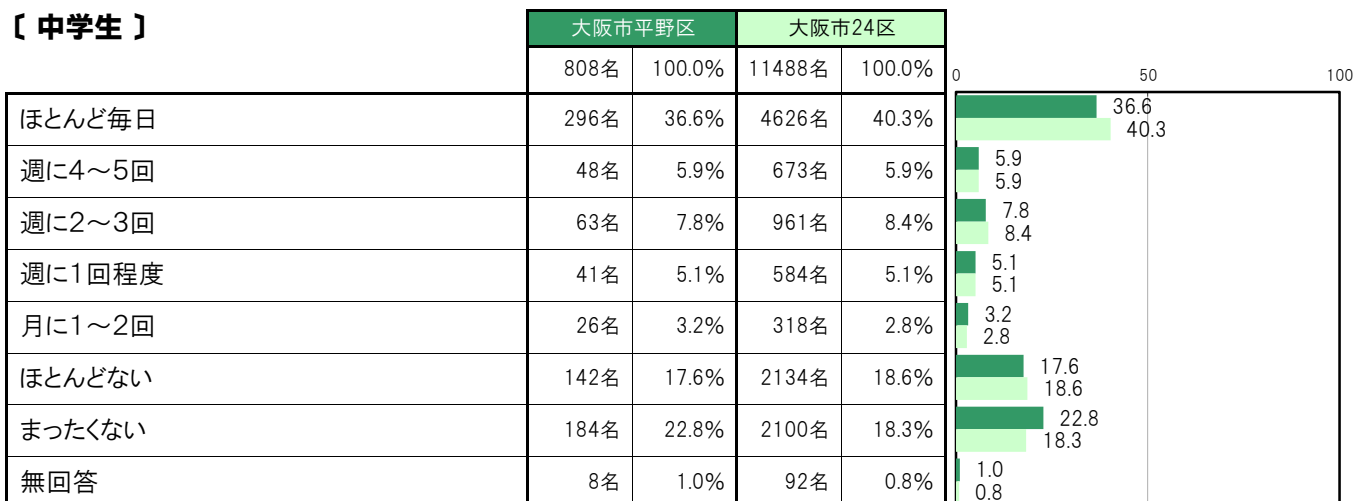 〔 中学生 〕
大阪市平野区 大阪市24区
808名 100.0% 11488名 100.0%
0 50 100
ほとんど毎日 296名 36.6% 4626名 40.3% 36.6
40.3
週に4～5回 48名 5.9% 673名 5.9% 5.9
5.9
週に2～3回 63名 7.8% 961名 8.4% 7.8
8.4
週に1回程度 41名 5.1% 584名 5.1% 5.1
5.1
月に1～2回 26名 3.2% 318名 2.8% 3.2
2.8
ほとんどない 142名 17.6% 2134名 18.6% 17.6
18.6
まったくない 184名 22.8% 2100名 18.3% 22.8
18.3
無回答 8名 1.0% 92名 0.8% 1.0
0.8